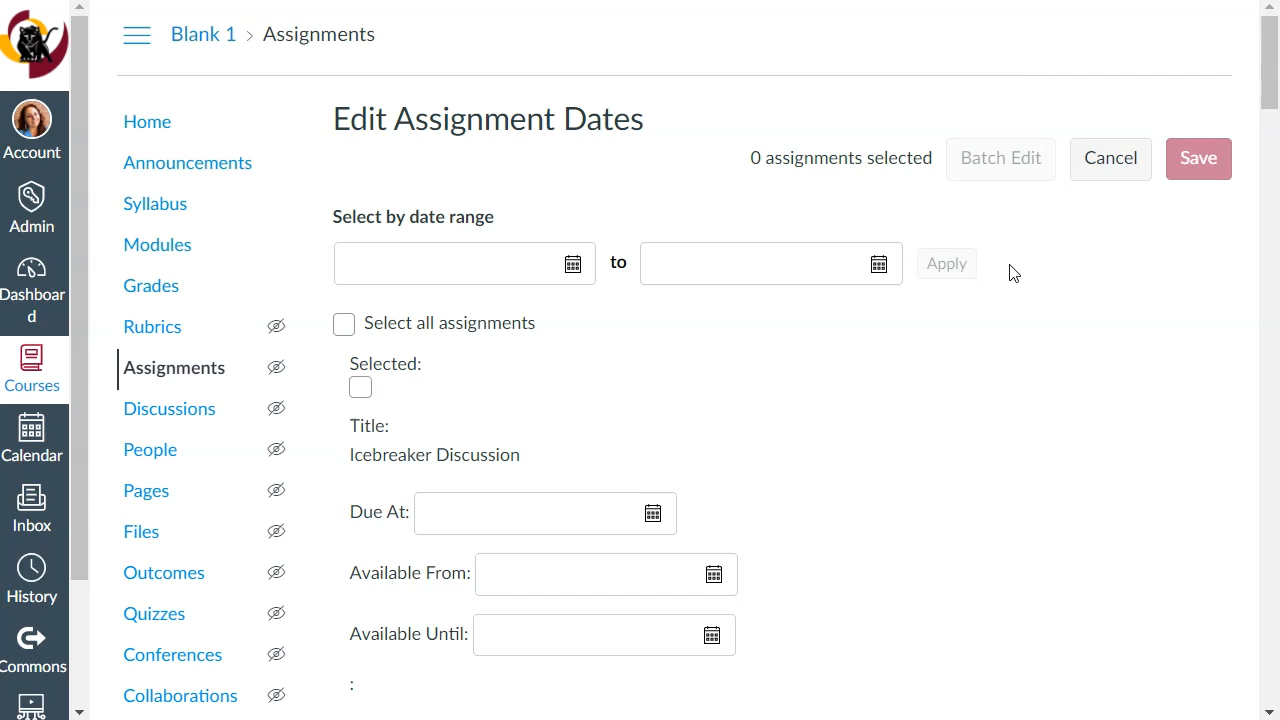 Blank 1 > Assignments
Account
Admin
Dashboar
d
Courses
Calendar
Inbox
History
Commons
Home
Announcements
Syllabus
Modules
Grades
Rubrics
Assignments
Discussions
People
Pages
Files
Outcomes
Quizzes
Conferences
Collaborations
Edit Assignment Dates
0 assignments selected Batch Edit Cancel Save
Select by date range
to Apply
Select all assignments
Selected:
Title:
Icebreaker Discussion
Due At:
Available From:
Available Until:
: